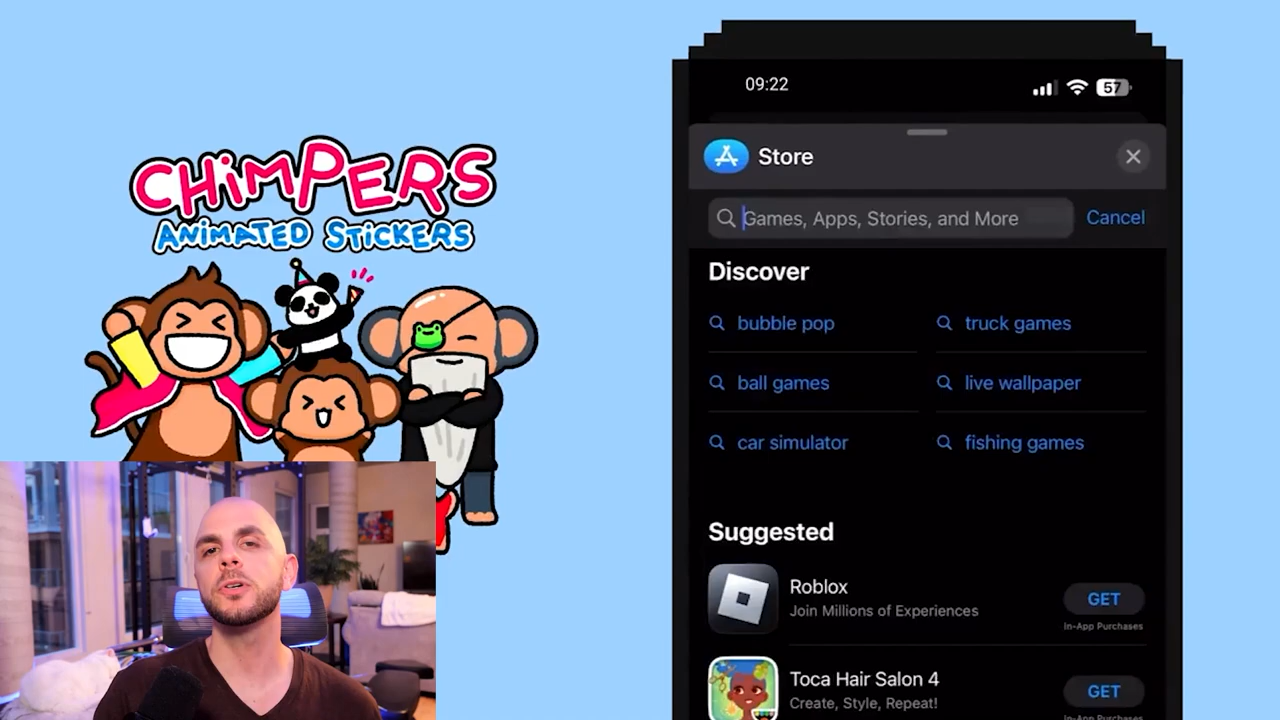 CHiMPERS
ANiMATED STiCKERS
09:22
57
Store
Games, Apps, Stories, and More
Cancel
Discover
bubble pop
truck games
ball games
live wallpaper
car simulator
fishing games
Suggested
Roblox
Join Millions of Experiences
GET
In-App Purchases
Toca Hair Salon 4
Create, Style, Repeat!
GET